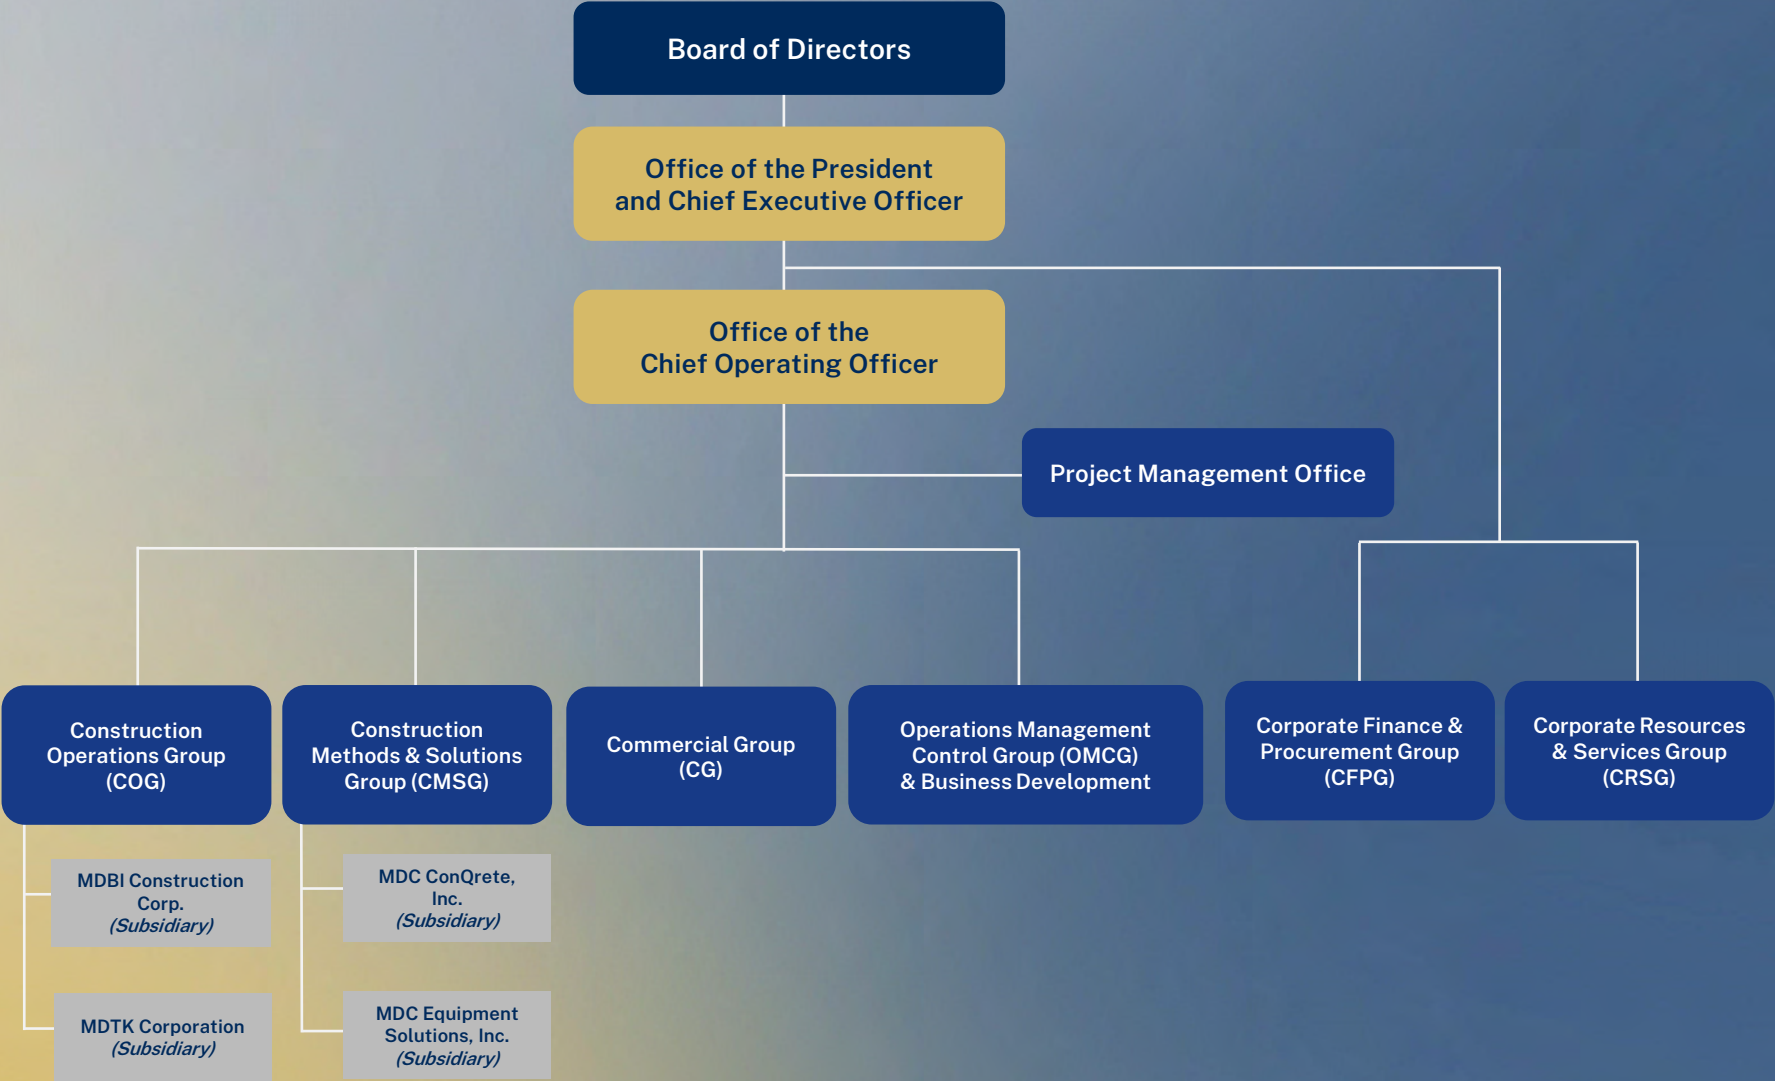 Board of Directors
Office of the President
and Chief Executive Officer
Office of the
Chief Operating Officer
Project Management Office
Construction
Operations Group
(COG)
Construction
Methods & Solutions
Group (CMSG)
Commercial Group
(CG)
Operations Management
Control Group (OMCG)
& Business Development
Corporate Finance &
Procurement Group
(CFPG)
Corporate Resources
& Services Group
(CRSG)
MDBI Construction
Corp.
(Subsidiary)
MDC ConQrete,
Inc.
(Subsidiary)
MDTK Corporation
(Subsidiary)
MDC Equipment
Solutions, Inc.
(Subsidiary)